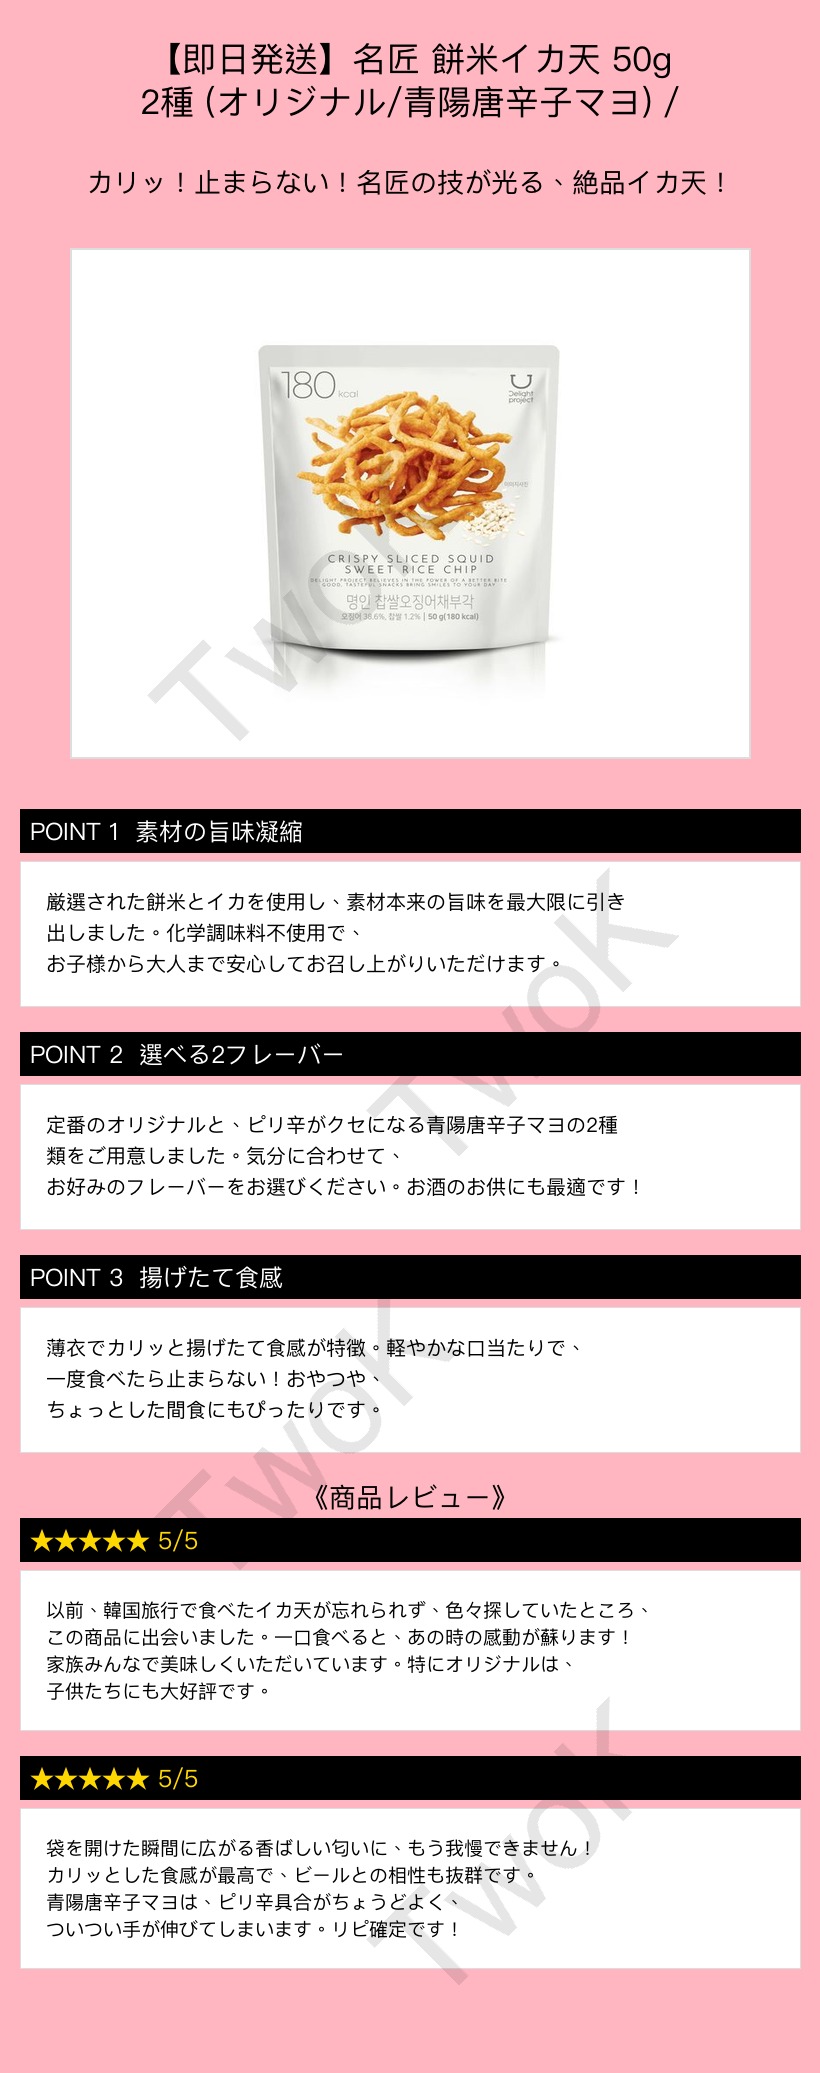 【即日発送】名匠 餅米イカ天 50g
2種 (オリジナル/青陽唐辛子マヨ) /
カリッ！止まらない！名匠の技が光る、絶品イカ天！
180 kcal
Delight
project
CRISPY SLICED SQUID
SWEET RICE CHIP
DELIGHT PROJECT BELIEVES IN THE POWER OF A BETTER BITE
GOOD, TASTEFUL SNACKS BRING SMILES TO YOUR DAY
명인 찹쌀오징어채부각
오징어 38.6%, 찹쌀 1.2% | 50 g(180 kcal)
TwoK
POINT 1 素材の旨味凝縮
厳選された餅米とイカを使用し、素材本来の旨味を最大限に引き
出しました。化学調味料不使用で、
お子様から大人まで安心してお召し上がりいただけます。
TwoK
POINT 2 選べる2フレーバー
定番のオリジナルと、ピリ辛がクセになる青陽唐辛子マヨの2種
類をご用意しました。気分に合わせて、
お好みのフレーバーをお選びください。お酒のお供にも最適です！
POINT 3 揚げたて食感
薄衣でカリッと揚げたて食感が特徴。軽やかな口当たりで、
一度食べたら止まらない！おやつや、
ちょっとした間食にもぴったりです。
TwoK
《商品レビュー》
★★★★★ 5/5
以前、韓国旅行で食べたイカ天が忘れられず、色々探していたところ、
この商品に出会いました。一口食べると、あの時の感動が蘇ります！
家族みんなで美味しくいただいています。特にオリジナルは、
子供たちにも大好評です。
★★★★★ 5/5
袋を開けた瞬間に広がる香ばしい匂いに、もう我慢できません！
カリッとした食感が最高で、ビールとの相性も抜群です。
青陽唐辛子マヨは、ピリ辛具合がちょうどよく、
ついつい手が伸びてしまいます。リピ確定です！
TwoK